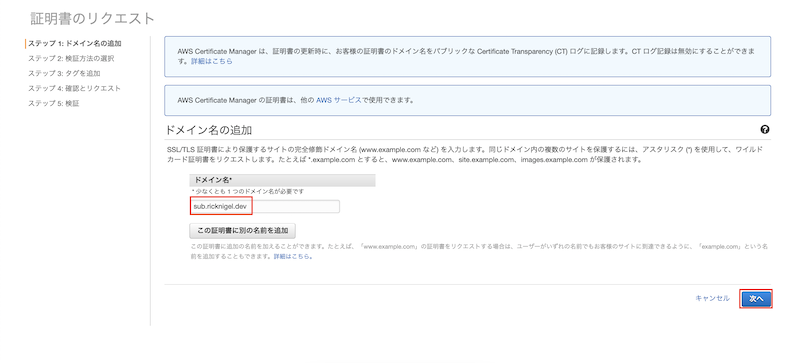 証明書のリクエスト
ステップ 1: ドメイン名の追加
ステップ 2: 検証方法の選択
ステップ 3: タグを追加
ステップ 4: 確認とリクエスト
ステップ 5: 検証
AWS Certificate Manager は、証明書の更新時に、お客様の証明書のドメイン名をパブリックな Certificate Transparency (CT) ログに記録します。CT ログ記録は無効にすることができま
す。詳細はこちら
AWS Certificate Manager の証明書は、他の AWS サービスで使用できます。
ドメイン名の追加
SSL/TLS 証明書により保護するサイトの完全修飾ドメイン名 (www.example.com など) を入力します。同じドメイン内の複数のサイトを保護するには、アスタリスク (*) を使用して、ワイルド
カード証明書をリクエストします。たとえば *.example.com とすると、www.example.com、site.example.com、images.example.com が保護されます。
ドメイン名*
* 少なくとも 1 つのドメイン名が必要です
sub.ricknigel.dev
この証明書に別の名前を追加
この証明書に追加の名前を加えることができます。たとえば、「www.example.com」の証明書をリクエストする場合は、ユーザーがいずれの名前でもお客様のサイトに到達できるように、「example.com」という名
前を追加することもできます。詳細はこちら。
キャンセル
次へ